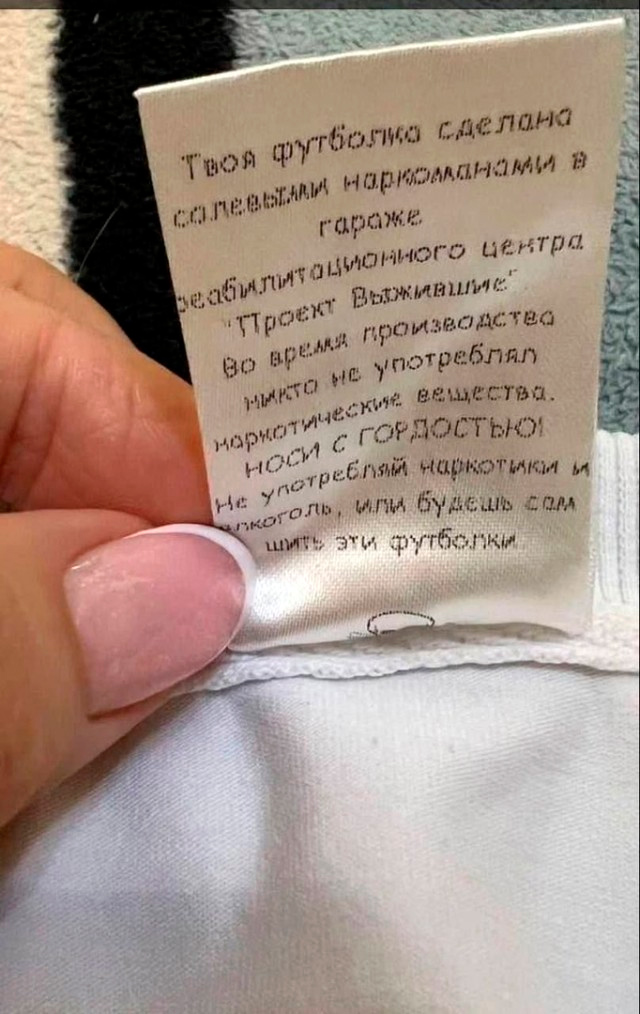 Твоя футболка сделана
солевыми наркоманами в
гараже
реабилитационного центра
"Проект Выжившие".
Во время производства
никто не употреблял
наркотические вещества.
НОСИ С ГОРДОСТЬЮ!
Не употребляй наркотики и
алкоголь, или будешь сам
шить эти футболки